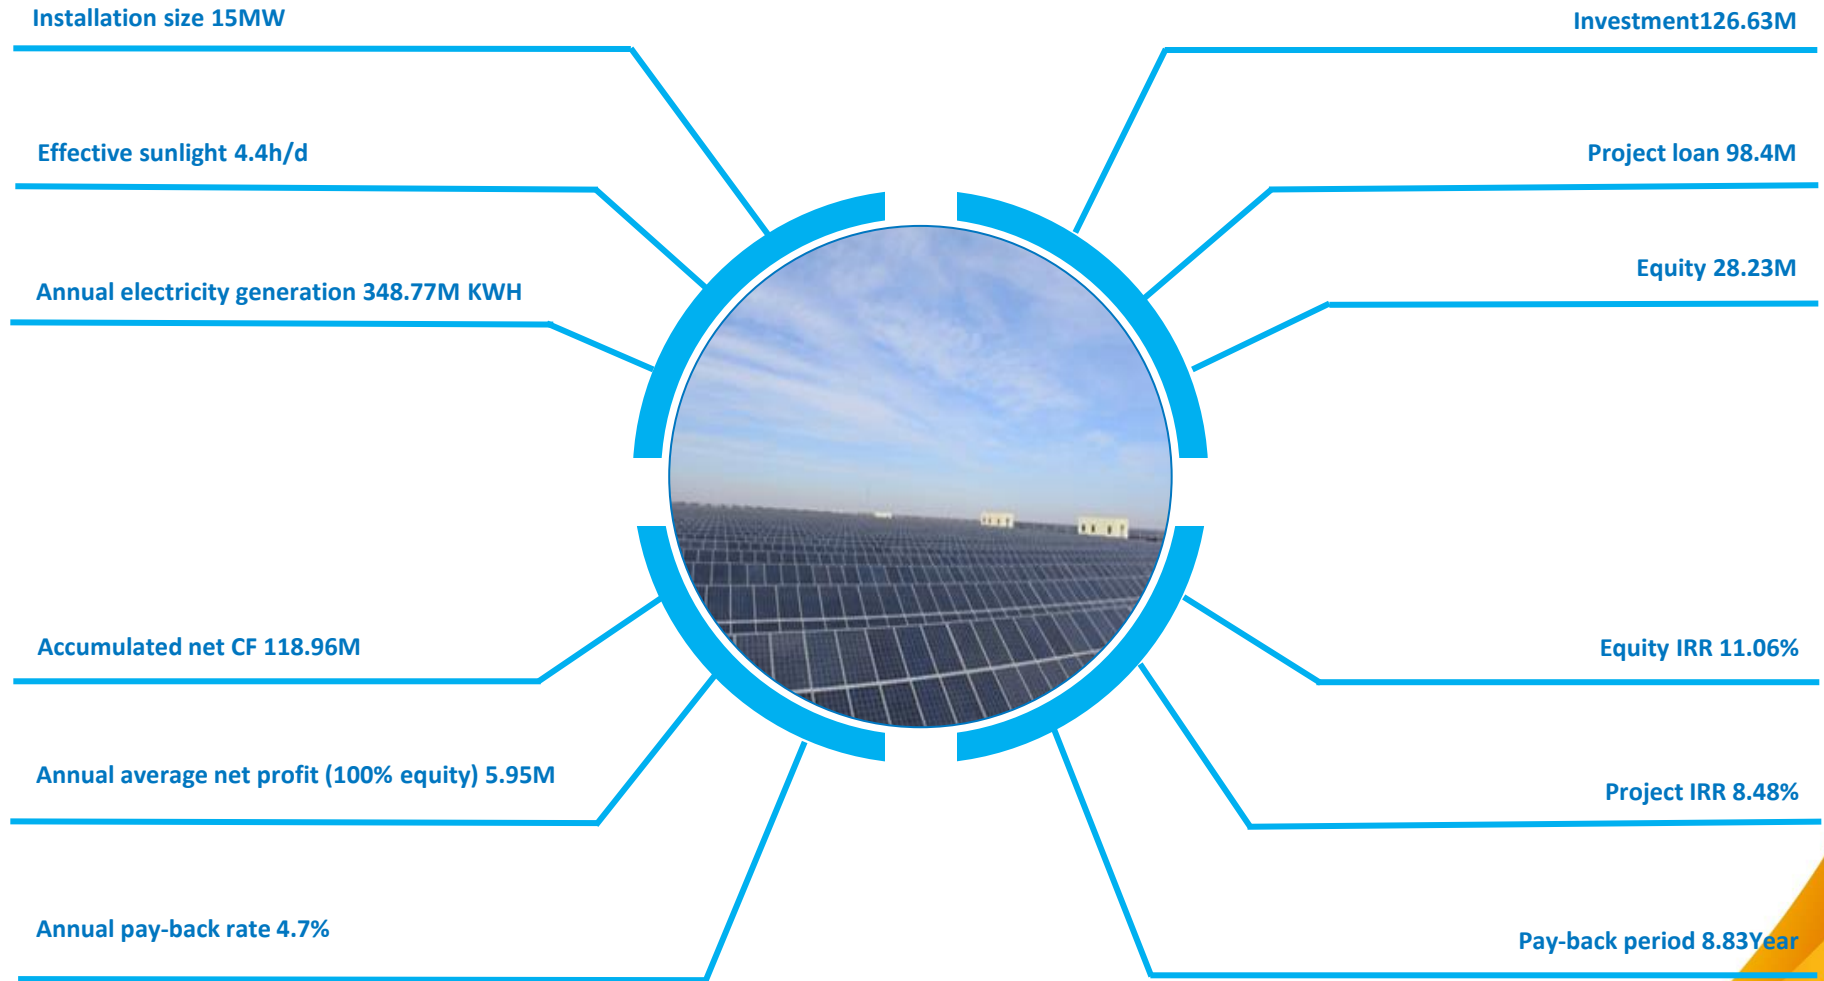 Installation size 15MW
Effective sunlight 4.4h/d
Annual electricity generation 348.77M KWH
Accumulated net CF 118.96M
Annual average net profit (100% equity) 5.95M
Annual pay-back rate 4.7%
Investment126.63M
Project loan 98.4M
Equity 28.23M
Equity IRR 11.06%
Project IRR 8.48%
Pay-back period 8.83Year